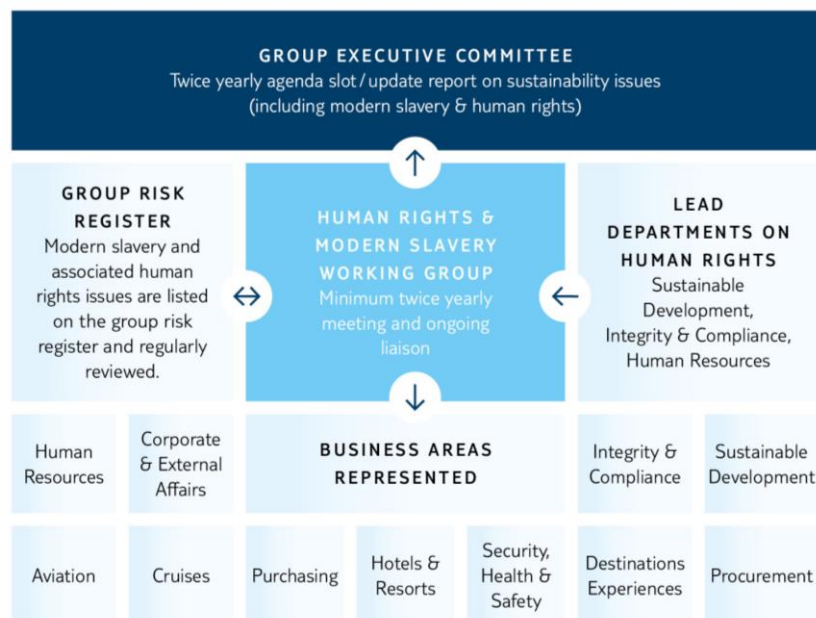 GROUP EXECUTIVE COMMITTEE
Twice yearly agenda slot / update report on sustainability issues
(including modern slavery & human rights)
GROUP RISK
REGISTER
Modern slavery and
associated human
rights issues are listed
on the group risk
register and regularly
reviewed.
HUMAN RIGHTS &
MODERN SLAVERY
WORKING GROUP
Minimum twice yearly
meeting and ongoing
liaison
LEAD
DEPARTMENTS ON
HUMAN RIGHTS
Sustainable
Development,
Integrity & Compliance,
Human Resources
Human
Resources
Corporate
& External
Affairs
BUSINESS AREAS
REPRESENTED
Integrity &
Compliance
Sustainable
Development
Aviation
Cruises
Purchasing
Hotels &
Resorts
Security,
Health &
Safety
Destinations
Experiences
Procurement